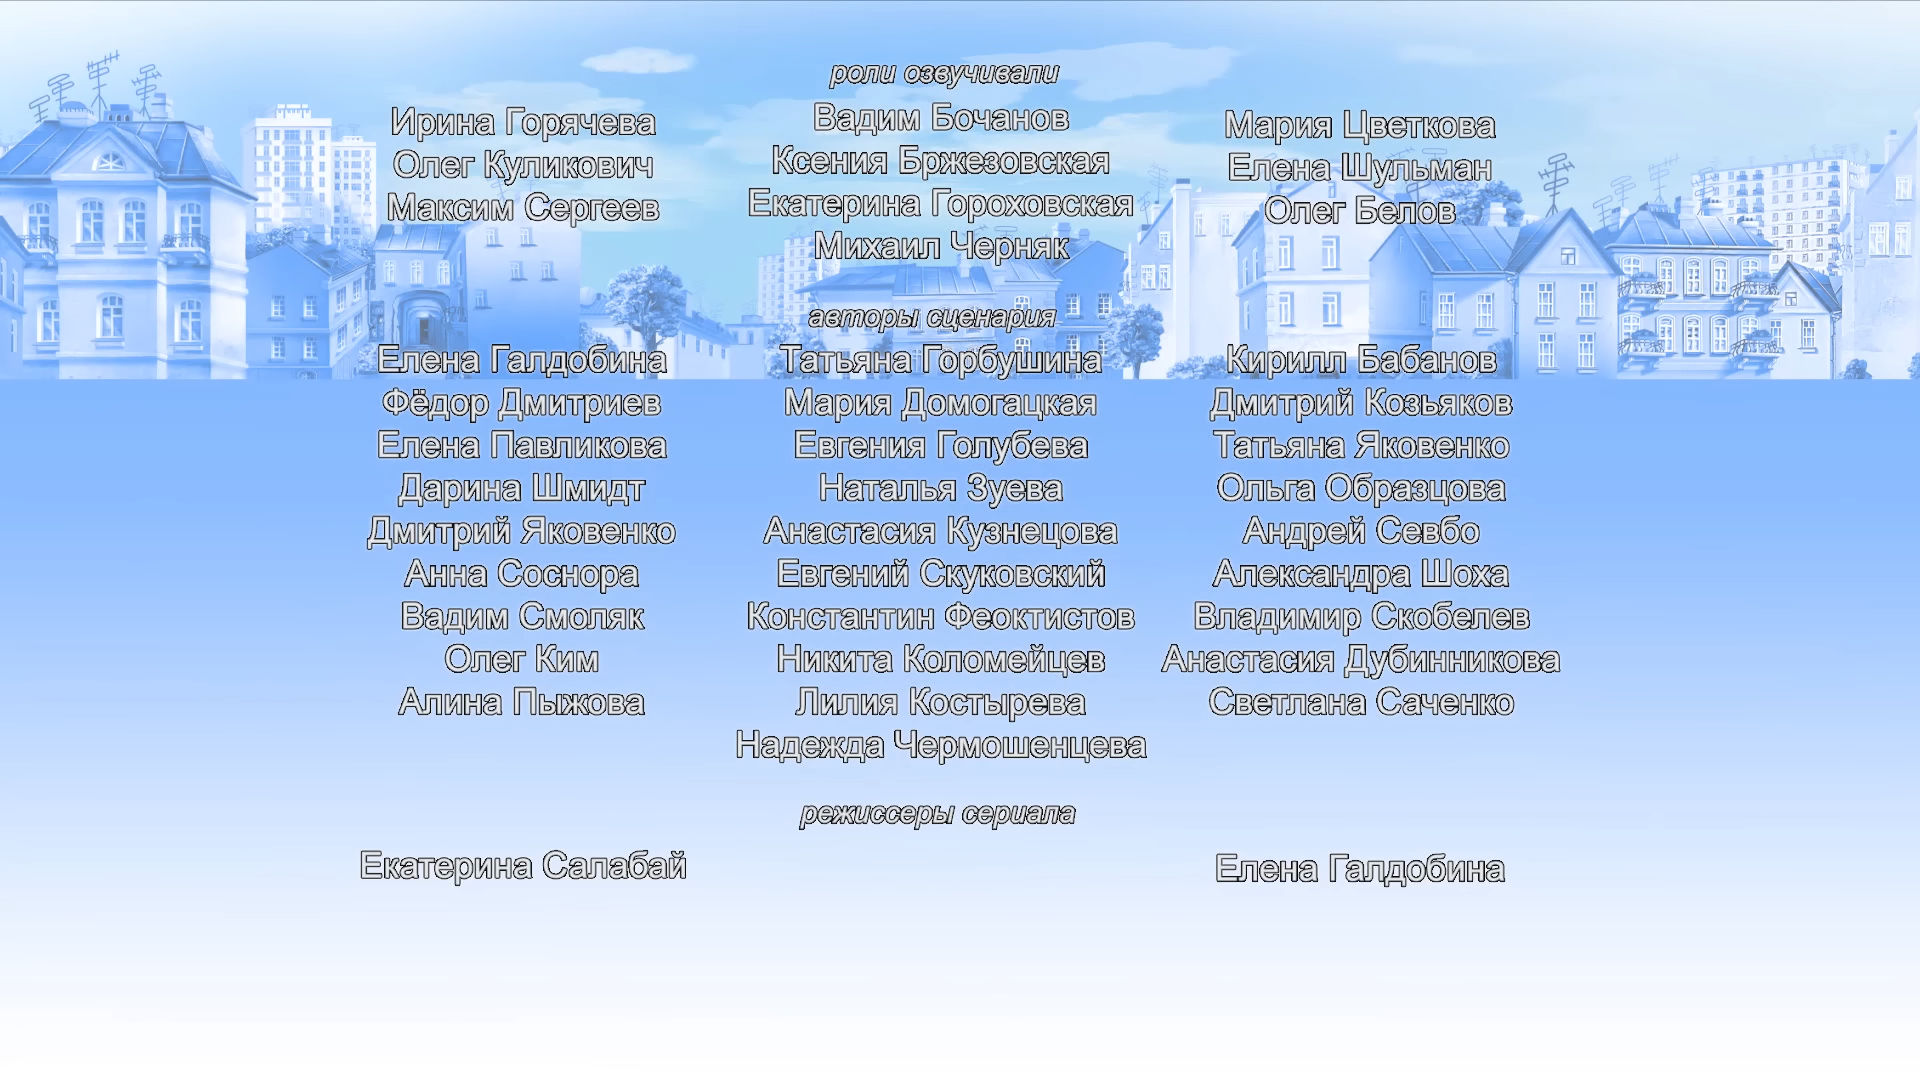 роли озвучивали
Ирина Горячева
Олег Куликович
Максим Сергеев
Вадим Бочанов
Ксения Бржезовская
Екатерина Гороховская
Михаил Черняк
Мария Цветкова
Елена Шульман
Олег Белов
авторы сценария
Елена Галдобина
Фёдор Дмитриев
Елена Павликова
Дарина Шмидт
Дмитрий Яковенко
Анна Соснора
Вадим Смоляк
Олег Ким
Алина Пыжова
Татьяна Горбушина
Мария Домогацкая
Евгения Голубева
Наталья Зуева
Анастасия Кузнецова
Евгений Скуковский
Константин Феоктистов
Никита Коломейцев
Лилия Костырева
Надежда Чермошенцева
Кирилл Бабанов
Дмитрий Козьяков
Татьяна Яковенко
Ольга Образцова
Андрей Севбо
Александра Шоха
Владимир Скобелев
Анастасия Дубинникова
Светлана Саченко
режиссеры сериала
Екатерина Салабай
Елена Галдобина